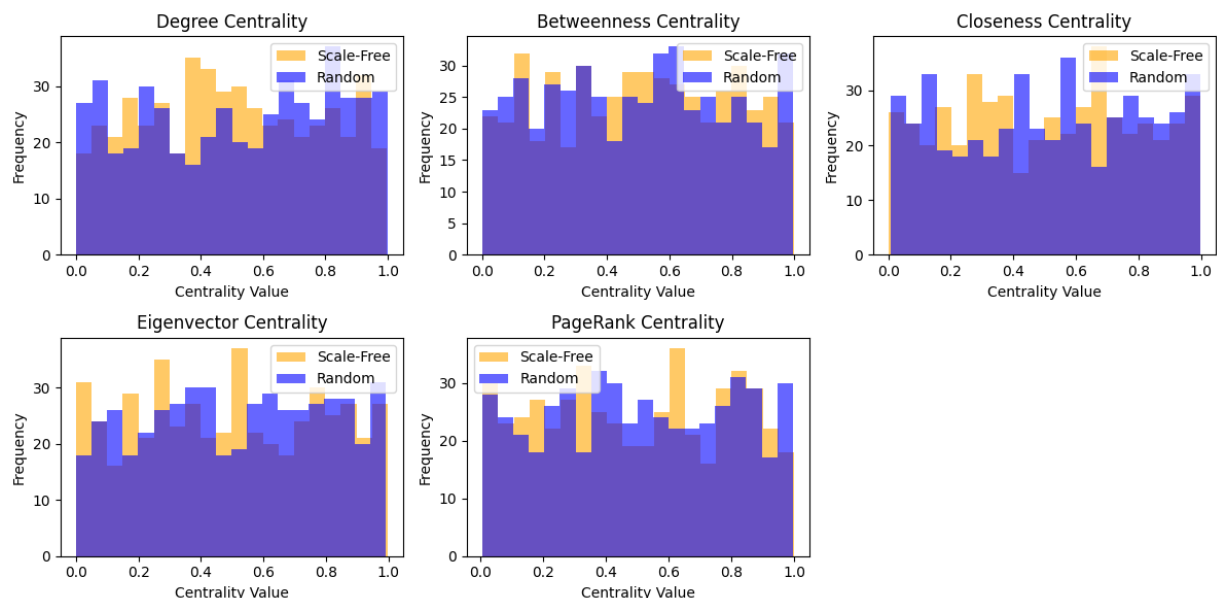 Degree Centrality
Scale-Free
Random
Frequency
30
20
10
0
0.0 0.2 0.4 0.6 0.8 1.0
Centrality Value
Betweenness Centrality
Scale-Free
Random
Frequency
30
25
20
15
10
5
0
0.0 0.2 0.4 0.6 0.8 1.0
Centrality Value
Closeness Centrality
Scale-Free
Random
Frequency
30
20
10
0
0.0 0.2 0.4 0.6 0.8 1.0
Centrality Value
Eigenvector Centrality
Scale-Free
Random
Frequency
30
20
10
0
0.0 0.2 0.4 0.6 0.8 1.0
Centrality Value
PageRank Centrality
Scale-Free
Random
Frequency
30
20
10
0
0.0 0.2 0.4 0.6 0.8 1.0
Centrality Value